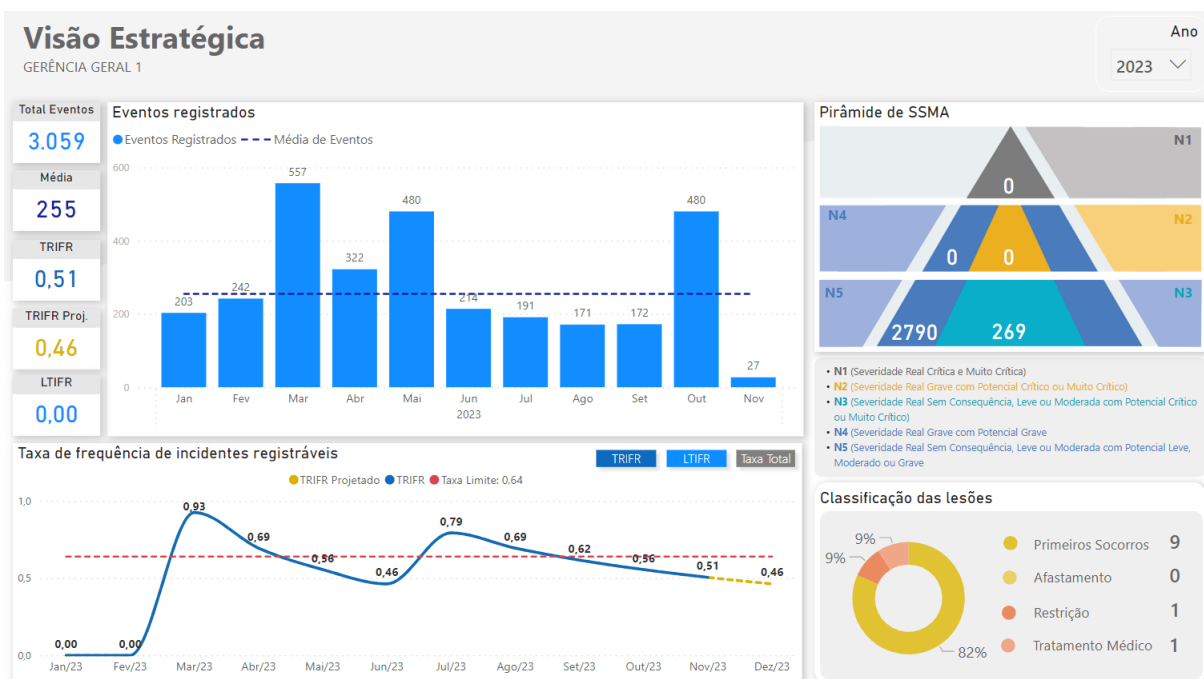 Visão Estratégica
GERÊNCIA GERAL 1
Ano
2023
Total Eventos
3.059
Média
255
TRIFR
0,51
TRIFR Proj.
0,46
LTIFR
0,00
Eventos registrados
Eventos Registrados Média de Eventos
600
400
200
0
203
242
557
322
480
214
191
171
172
480
27
Jan Fev Mar Abr Mai Jun Jul Ago Set Out Nov
2023
Pirâmide de SSMA
N1
0
N4
N2
0 0
N5
N3
2790 269
• N1 (Severidade Real Crítica e Muito Crítica)
• N2 (Severidade Real Grave com Potencial Crítico ou Muito Crítico)
• N3 (Severidade Real Sem Consequência, Leve ou Moderada com Potencial Crítico
ou Muito Crítico)
• N4 (Severidade Real Grave com Potencial Grave
• N5 (Severidade Real Sem Consequência, Leve ou Moderada com Potencial Leve,
Moderado ou Grave
Taxa de frequência de incidentes registráveis
TRIFR LTIFR Taxa Total
TRIFR Projetado TRIFR Taxa Limite: 0,64
1,0
0,5
0,0
0,00
0,00
0,93
0,69
0,56
0,46
0,79
0,69
0,62
0,56
0,51
0,46
Jan/23 Fev/23 Mar/23 Abr/23 Mai/23 Jun/23 Jul/23 Ago/23 Set/23 Out/23 Nov/23 Dez/23
Classificação das lesões
9%
9%
82%
Primeiros Socorros 9
Afastamento 0
Restrição 1
Tratamento Médico 1